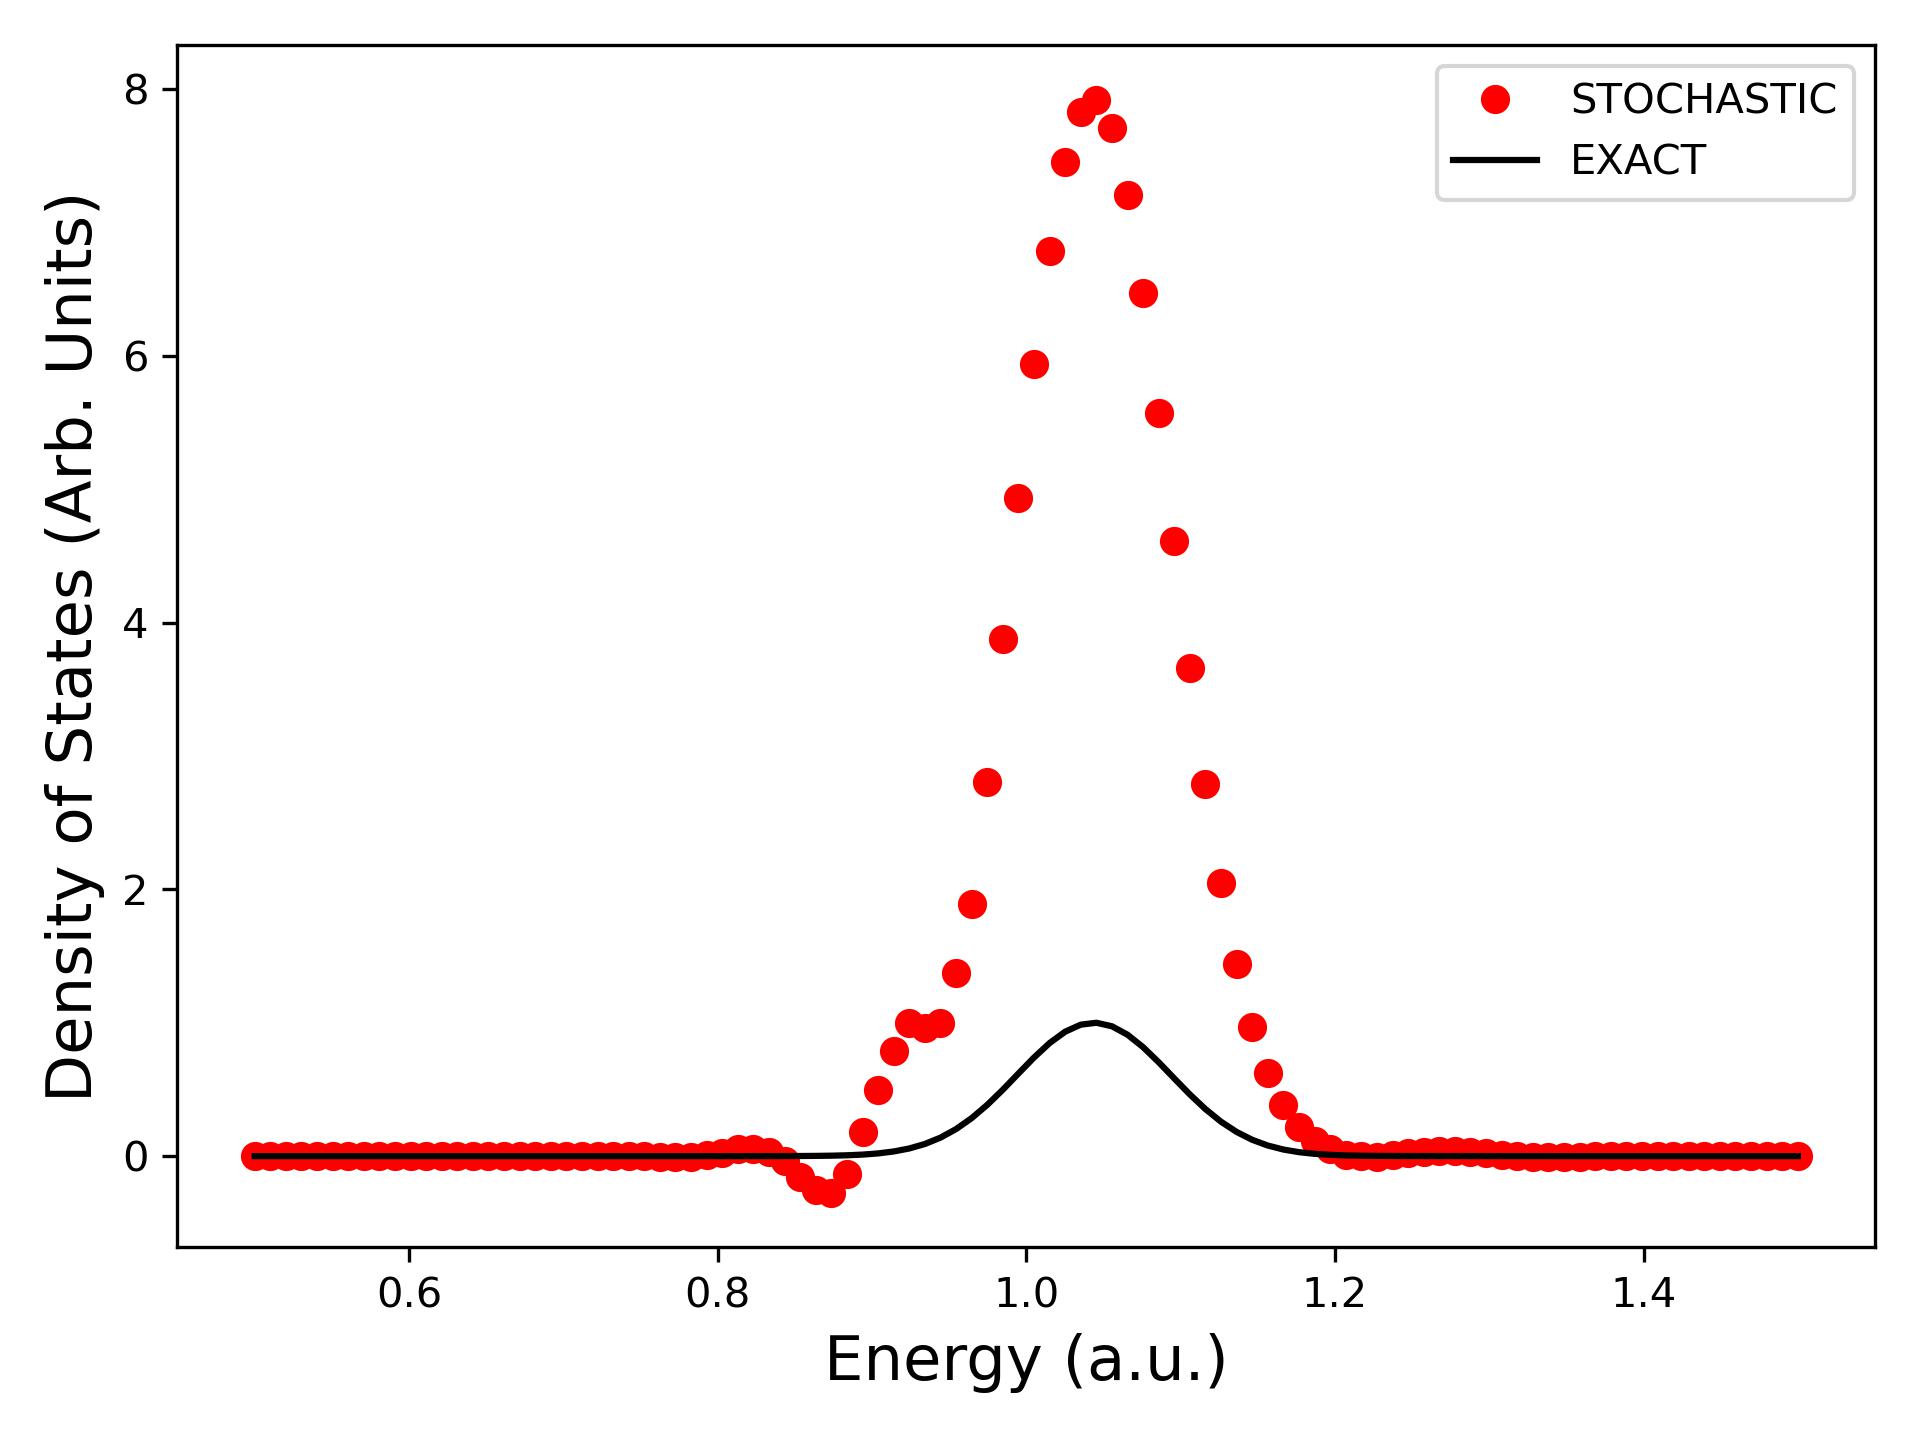 8
6
4
2
0
0.6 0.8 1.0 1.2 1.4
Density of States (Arb. Units)
Energy (a.u.)
STOCHASTIC
EXACT